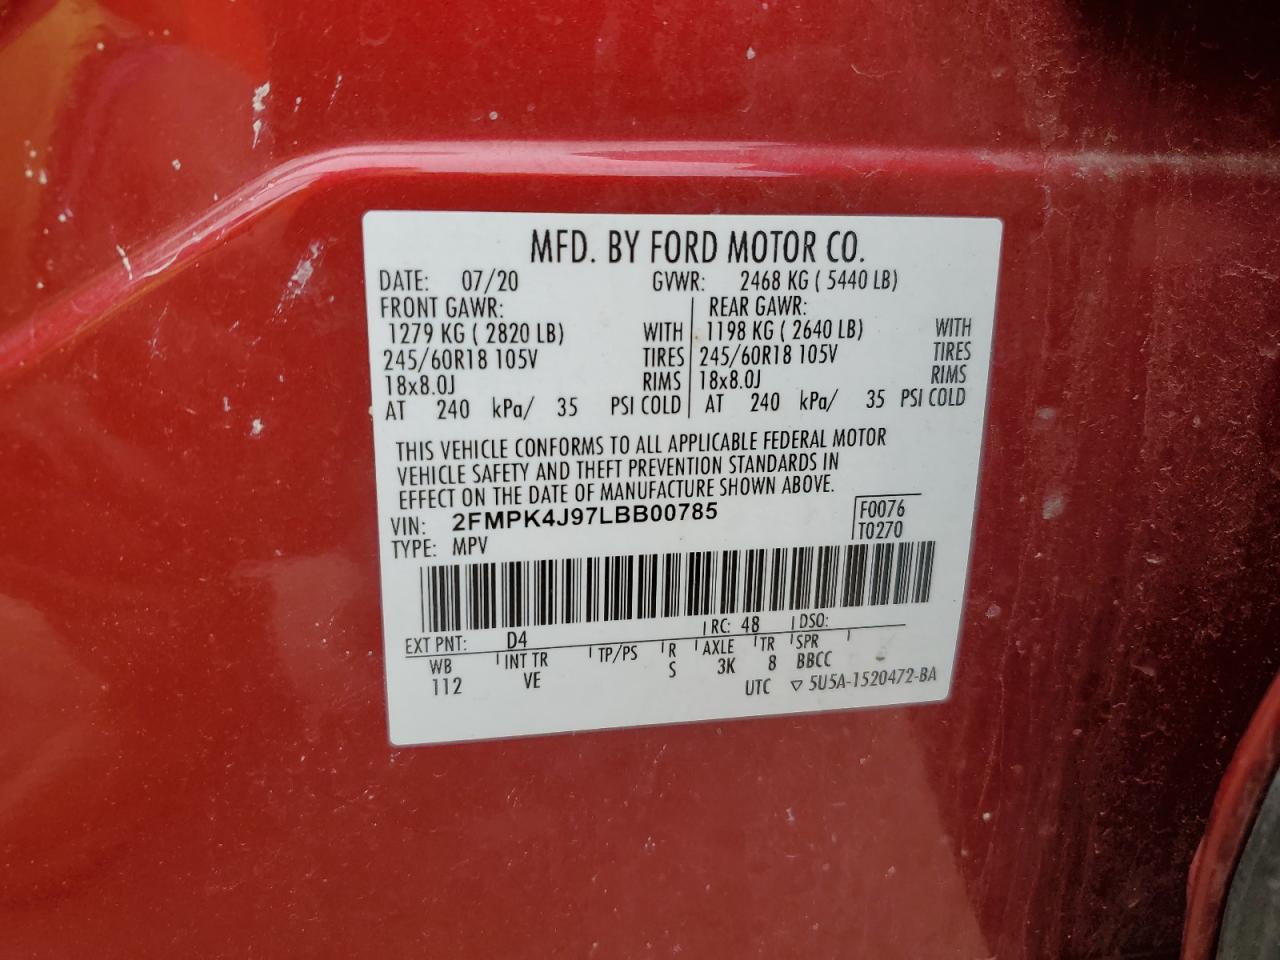 MFD. BY FORD MOTOR CO.
DATE: 07/20 GVWR: 2468 KG ( 5440 LB)
FRONT GAWR: REAR GAWR:
1279 KG ( 2820 LB) WITH 1198 KG ( 2640 LB) WITH
245/60R18 105V TIRES 245/60R18 105V TIRES
18x8.0J RIMS 18x8.0J RIMS
AT 240 kPa/ 35 PSI COLD AT 240 kPa/ 35 PSI COLD
THIS VEHICLE CONFORMS TO ALL APPLICABLE FEDERAL MOTOR
VEHICLE SAFETY AND THEFT PREVENTION STANDARDS IN
EFFECT ON THE DATE OF MANUFACTURE SHOWN ABOVE.
VIN: 2FMPK4J97LBB00785 F0076
TYPE: MPV T0270
EXT PNT: D4 RC: 48 DSO:
WB INT TR TP/PS R AXLE TR SPR
112 VE S 3K 8 BBCC
UTC ▽ 5U5A-1520472-BA